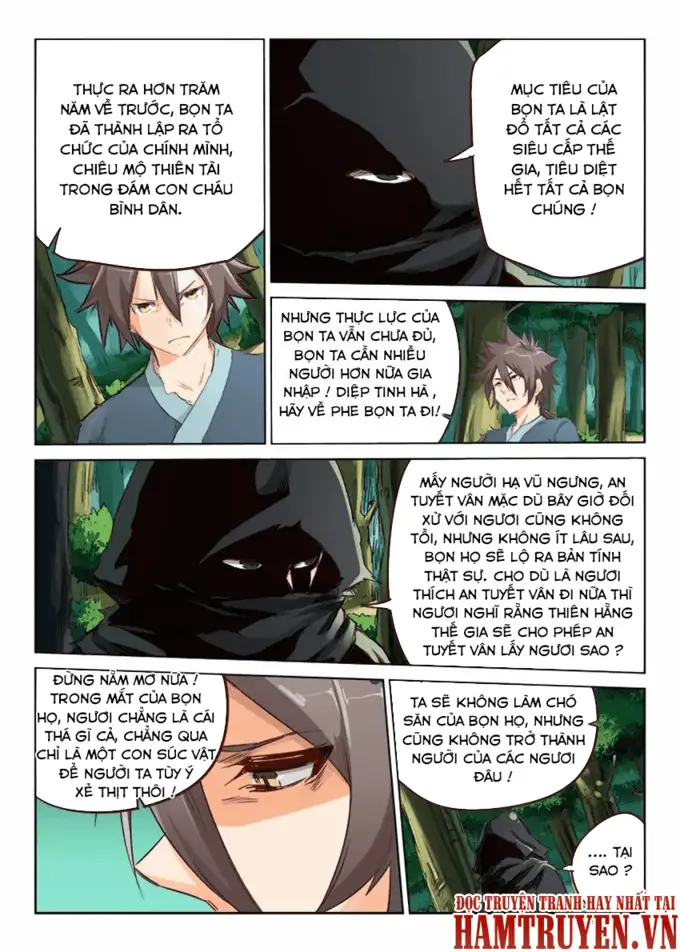 THỰC RA HƠN TRĂM
NĂM VỀ TRƯỚC, BỌN TA
ĐÃ THÀNH LẬP RA TỔ
CHỨC CỦA CHÍNH MÌNH,
CHIÊU MỘ THIÊN TÀI
TRONG ĐÁM CON CHÁU
BÌNH DÂN.
MỤC TIÊU CỦA
BỌN TA LÀ LẬT
ĐỔ TẤT CẢ CÁC
SIÊU CẤP THẾ
GIA, TIÊU DIỆT
HẾT TẤT CẢ BỌN
CHÚNG !
NHƯNG THỰC LỰC CỦA
BỌN TA VẪN CHƯA ĐỦ,
BỌN TA CẦN NHIỀU
NGƯỜI HƠN NỮA GIA
NHẬP ! DIỆP TINH HÀ ,
HÃY VỀ PHE BỌN TA ĐI!
MẤY NGƯỜI HẠ VŨ NGƯNG, AN
TUYẾT VÂN MẶC DÙ BÂY GIỜ ĐỐI
XỬ VỚI NGƯƠI CŨNG KHÔNG
TỒI, NHƯNG KHÔNG ÍT LÂU SAU,
BỌN HỌ SẼ LỘ RA BẢN TÍNH
THẬT SỰ. CHO DÙ LÀ NGƯƠI
THÍCH AN TUYẾT VÂN ĐI NỮA THÌ
NGƯƠI NGHĨ RẰNG THIÊN HẰNG
THẾ GIA SẼ CHO PHÉP AN
TUYẾT VÂN LẤY NGƯƠI SAO ?
ĐỪNG NẰM MƠ NỮA !
TRONG MẮT CỦA BỌN
HỌ, NGƯƠI CHẲNG LÀ CÁI
THÁ GÌ CẢ, CHẲNG QUA
CHỈ LÀ MỘT CON SÚC VẬT
ĐỂ NGƯỜI TA TÙY Ý
XẺ THỊT THÔI !
TA SẼ KHÔNG LÀM CHÓ
SĂN CỦA BỌN HỌ, NHƯNG
CŨNG KHÔNG TRỞ THÀNH
NGƯỜI CỦA CÁC NGƯƠI
ĐÂU !
.... TẠI
SAO ?
ĐỌC TRUYỆN TRANH HAY NHẤT TẠI
HAMTRUYEN.VN